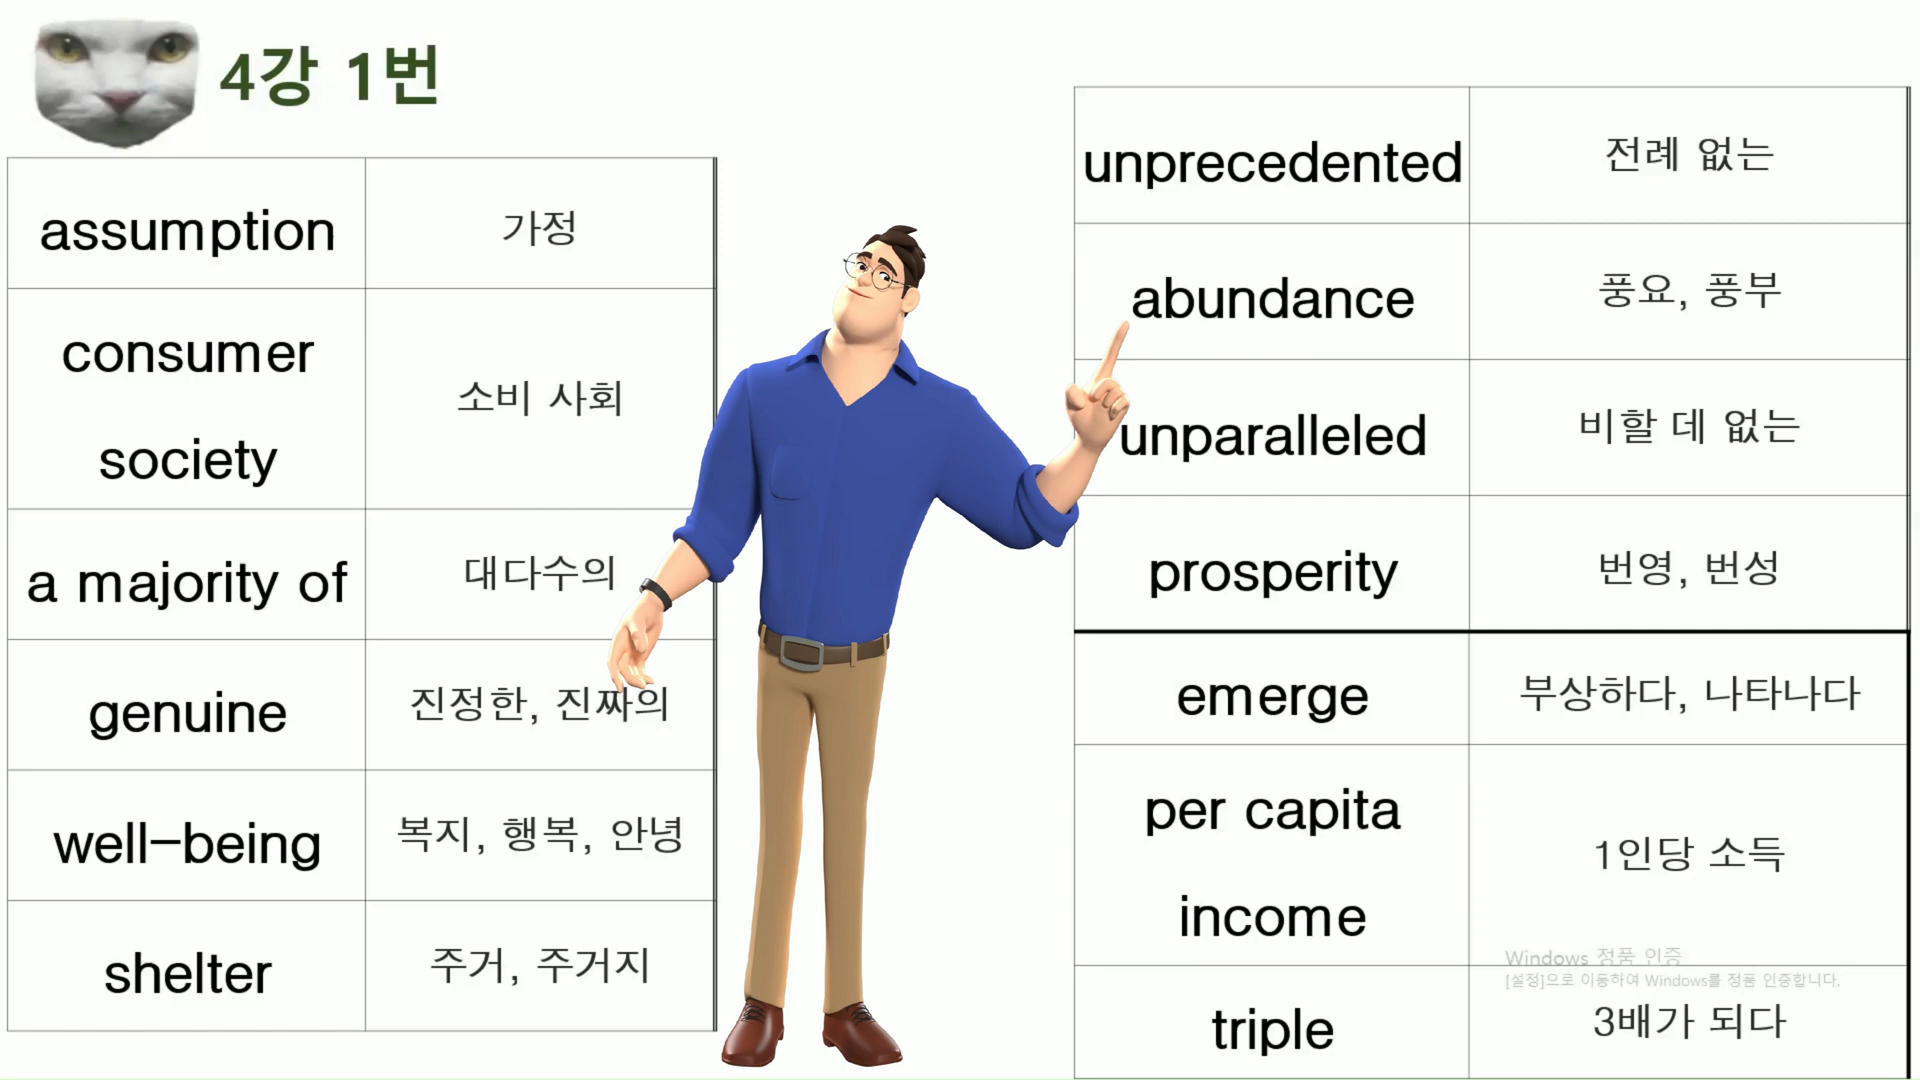 4강 1번
assumption 가정
consumer
society
소비 사회
a majority of 대다수의
genuine 진정한, 진짜의
well-being 복지, 행복, 안녕
shelter 주거, 주거지
unprecedented 전례 없는
abundance 풍요, 풍부
unparalleled 비할 데 없는
prosperity 번영, 번성
emerge 부상하다, 나타나다
per capita
income
1인당 소득
triple 3배가 되다
Windows 정품 인증
[설정]으로 이동하여 Windows를 정품 인증합니다.